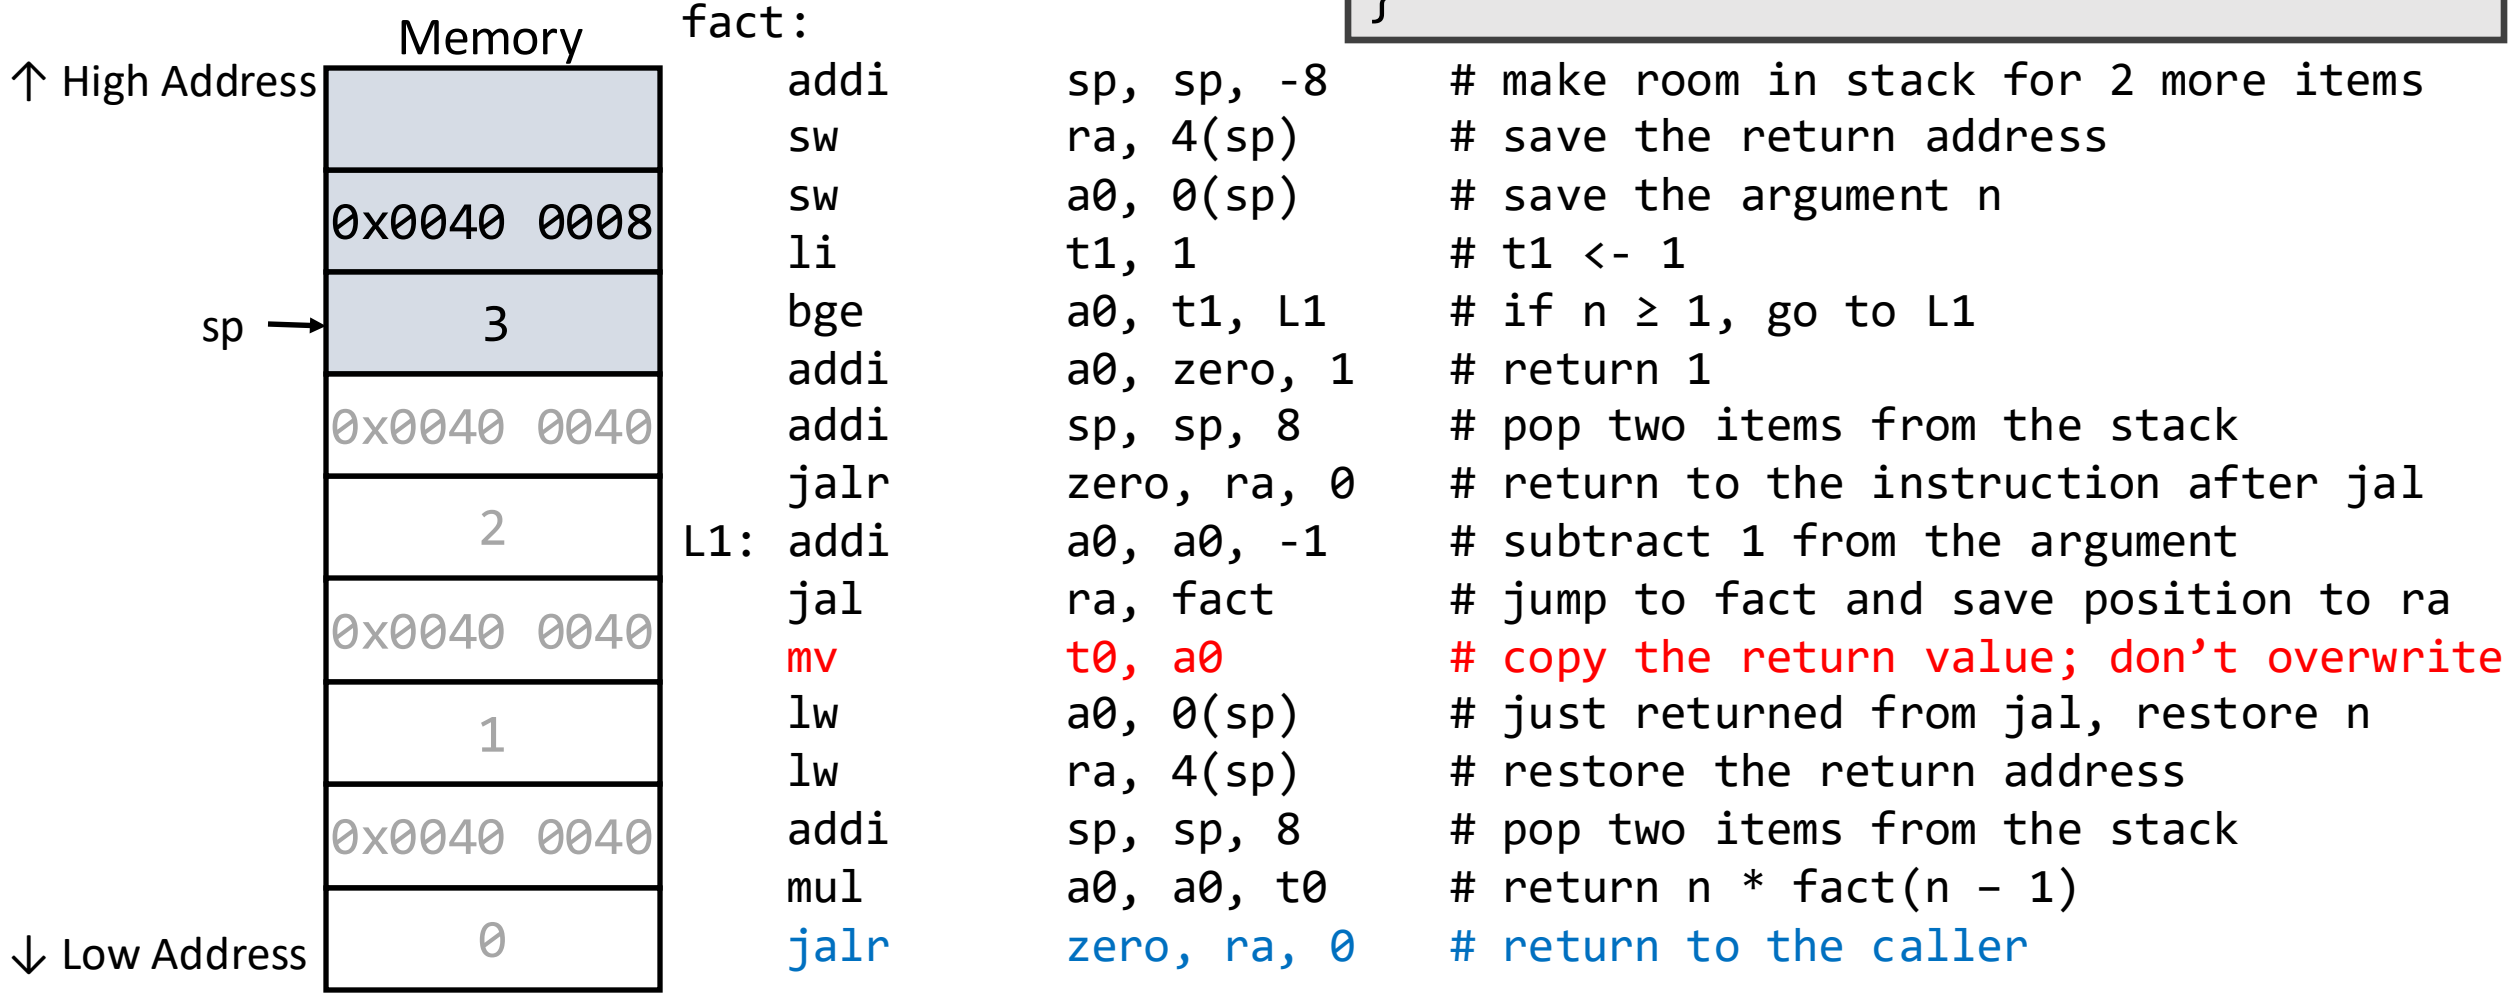 }
Memory
↑ High Address
0x0040 0008
sp
3
0x0040 0040
2
0x0040 0040
1
0x0040 0040
0
↓ Low Address
fact:
addi sp, sp, -8 # make room in stack for 2 more items
sw ra, 4(sp) # save the return address
sw a0, 0(sp) # save the argument n
li t1, 1 # t1 <- 1
bge a0, t1, L1 # if n ≥ 1, go to L1
addi a0, zero, 1 # return 1
addi sp, sp, 8 # pop two items from the stack
jalr zero, ra, 0 # return to the instruction after jal
L1: addi a0, a0, -1 # subtract 1 from the argument
jal ra, fact # jump to fact and save position to ra
mv t0, a0 # copy the return value; don’t overwrite
lw a0, 0(sp) # just returned from jal, restore n
lw ra, 4(sp) # restore the return address
addi sp, sp, 8 # pop two items from the stack
mul a0, a0, t0 # return n * fact(n – 1)
jalr zero, ra, 0 # return to the caller